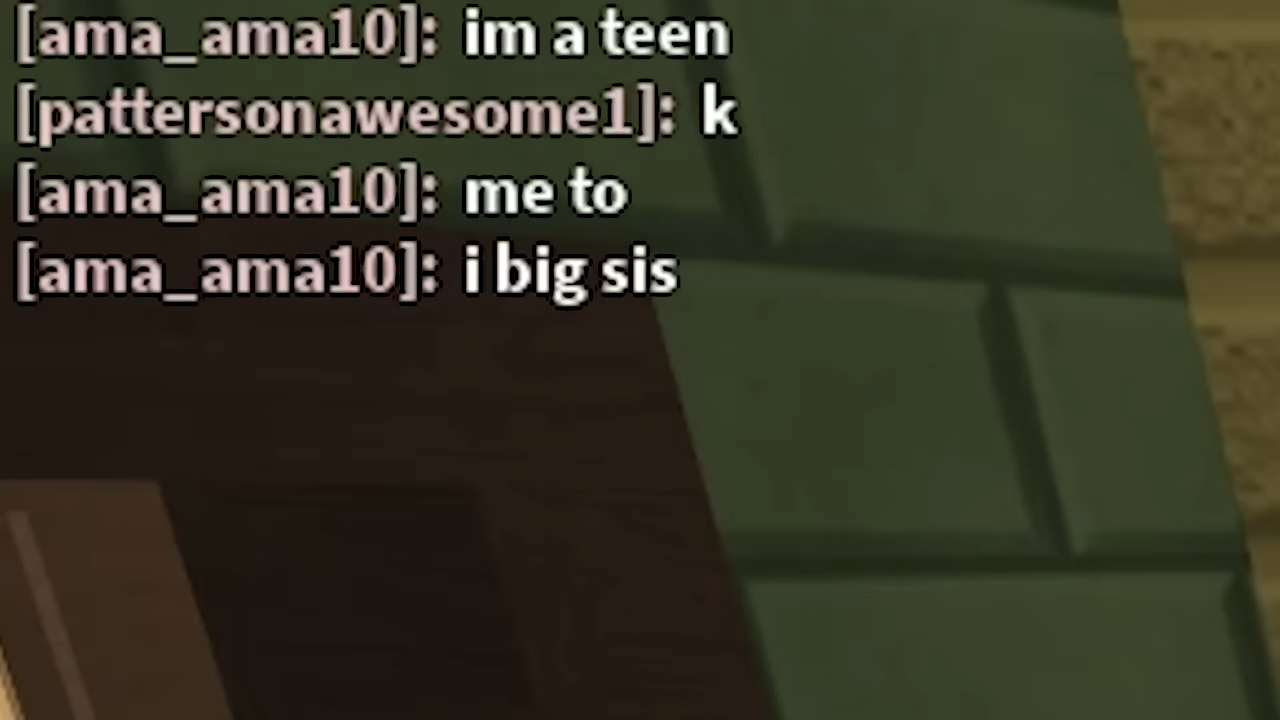 [ama_ama10]: im a teen
[pattersonawesome1]: k
[ama_ama10]: me to
[ama_ama10]: i big sis